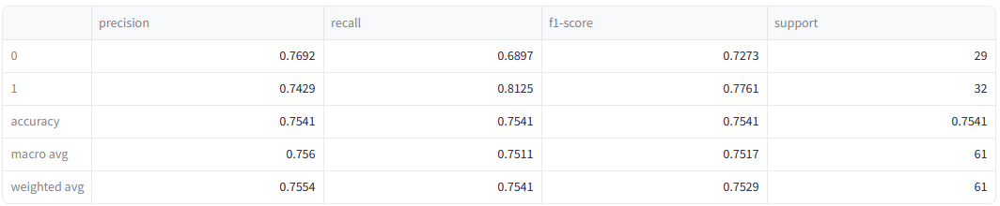 precision recall f1-score support
0 0.7692 0.6897 0.7273 29
1 0.7429 0.8125 0.7761 32
accuracy 0.7541 0.7541 0.7541 0.7541
macro avg 0.756 0.7511 0.7517 61
weighted avg 0.7554 0.7541 0.7529 61